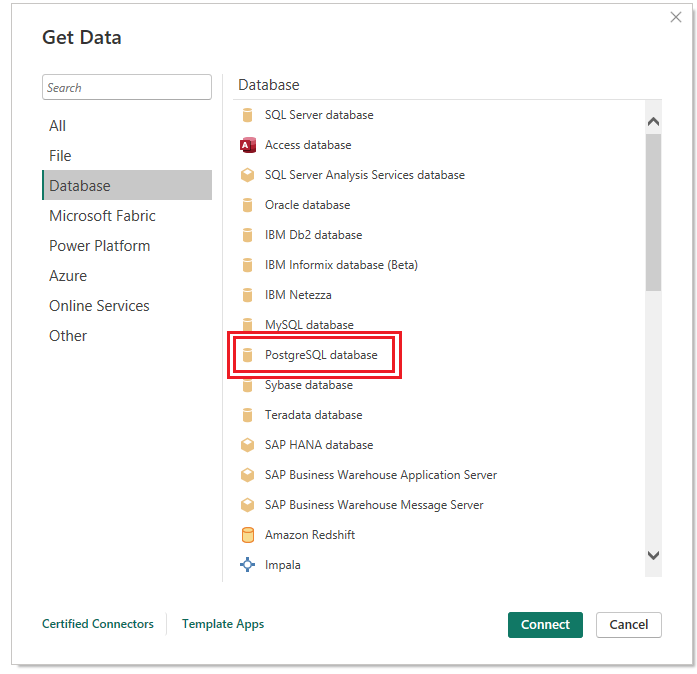 Get Data
Search
All
File
Database
Microsoft Fabric
Power Platform
Azure
Online Services
Other
Database
SQL Server database
Access database
SQL Server Analysis Services database
Oracle database
IBM Db2 database
IBM Informix database (Beta)
IBM Netezza
MySQL database
PostgreSQL database
Sybase database
Teradata database
SAP HANA database
SAP Business Warehouse Application Server
SAP Business Warehouse Message Server
Amazon Redshift
Impala
Certified Connectors
Template Apps
Connect
Cancel